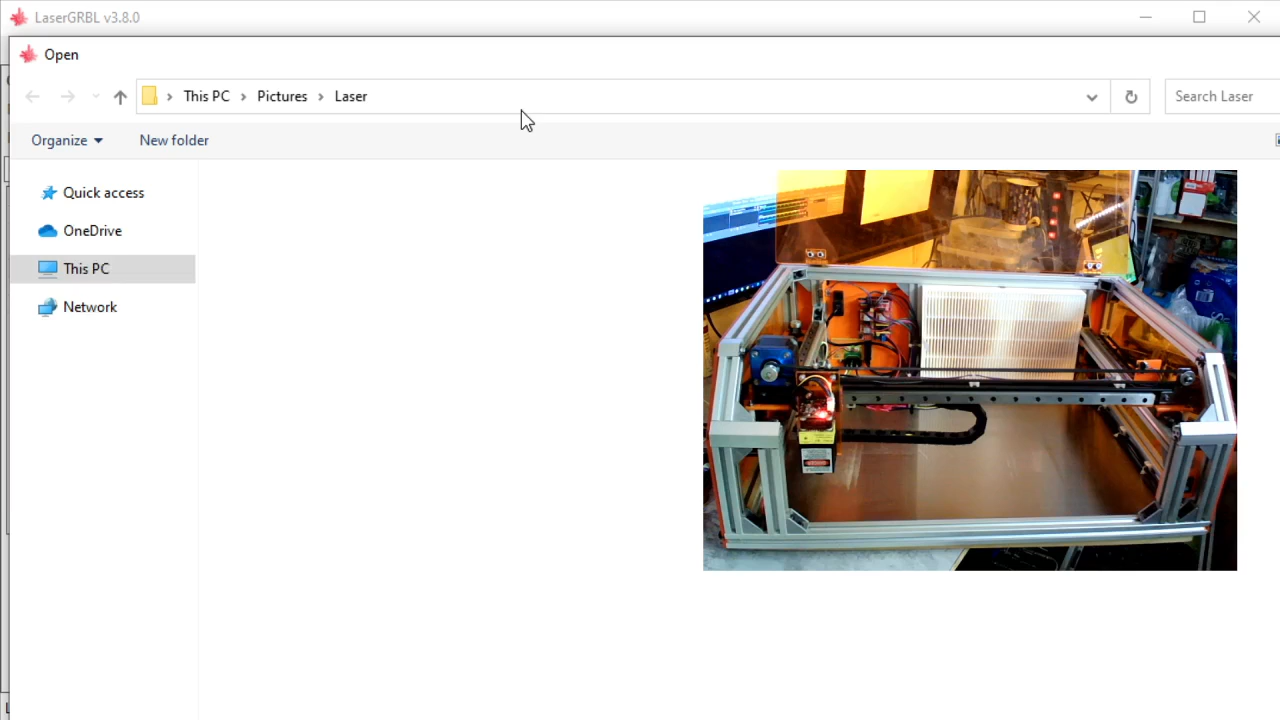 LaserGRBL v3.8.0
Open
This PC
Pictures
Laser
Search Laser
Organize
New folder
Quick access
OneDrive
This PC
Network